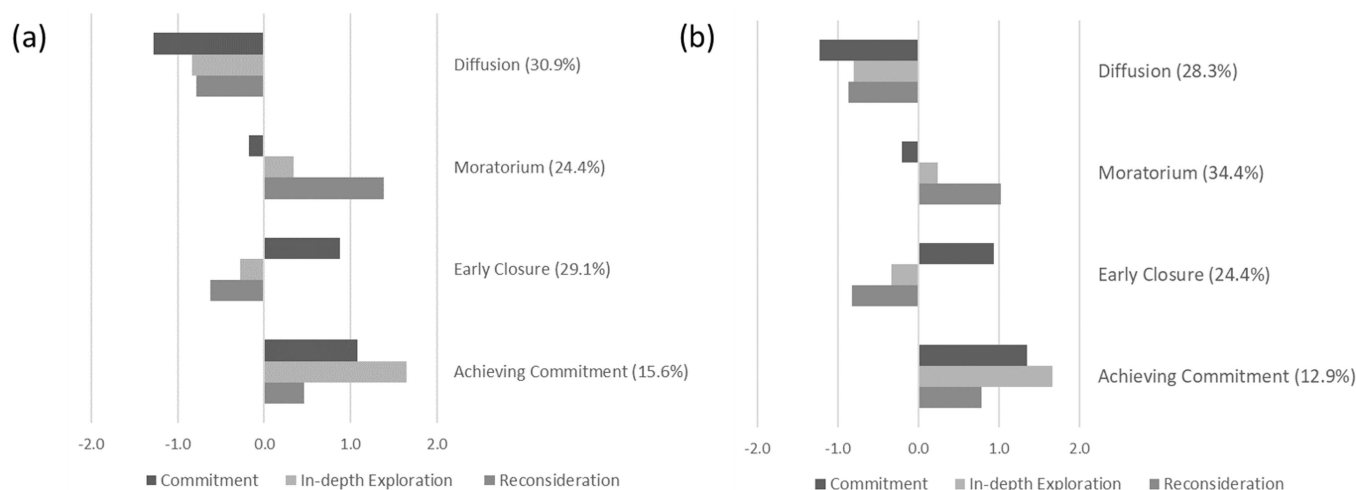 (a)
Diffusion (30.9%)
Moratorium (24.4%)
Early Closure (29.1%)
Achieving Commitment (15.6%)
-2.0 -1.0 0.0 1.0 2.0
Commitment In-depth Exploration Reconsideration
(b)
Diffusion (28.3%)
Moratorium (34.4%)
Early Closure (24.4%)
Achieving Commitment (12.9%)
-2.0 -1.0 0.0 1.0 2.0
Commitment In-depth Exploration Reconsideration